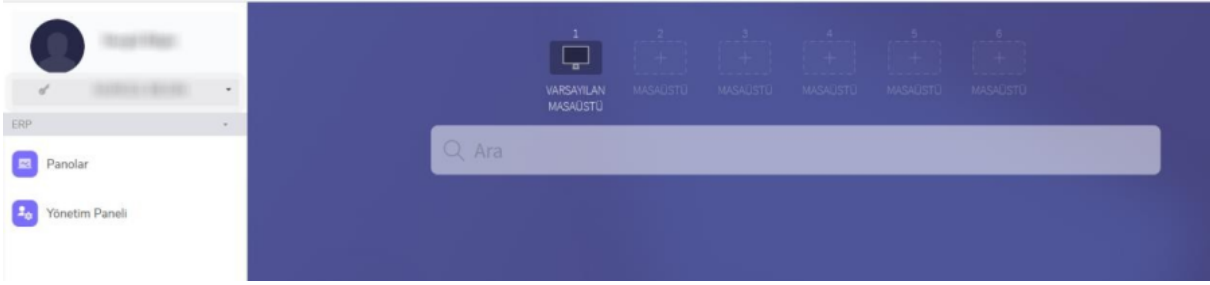 ERP
Panolar
Yönetim Paneli
1
2
3
4
5
6
VARSAYILAN
MASAÜSTÜ
MASAÜSTÜ
MASAÜSTÜ
MASAÜSTÜ
MASAÜSTÜ
MASAÜSTÜ
Ara